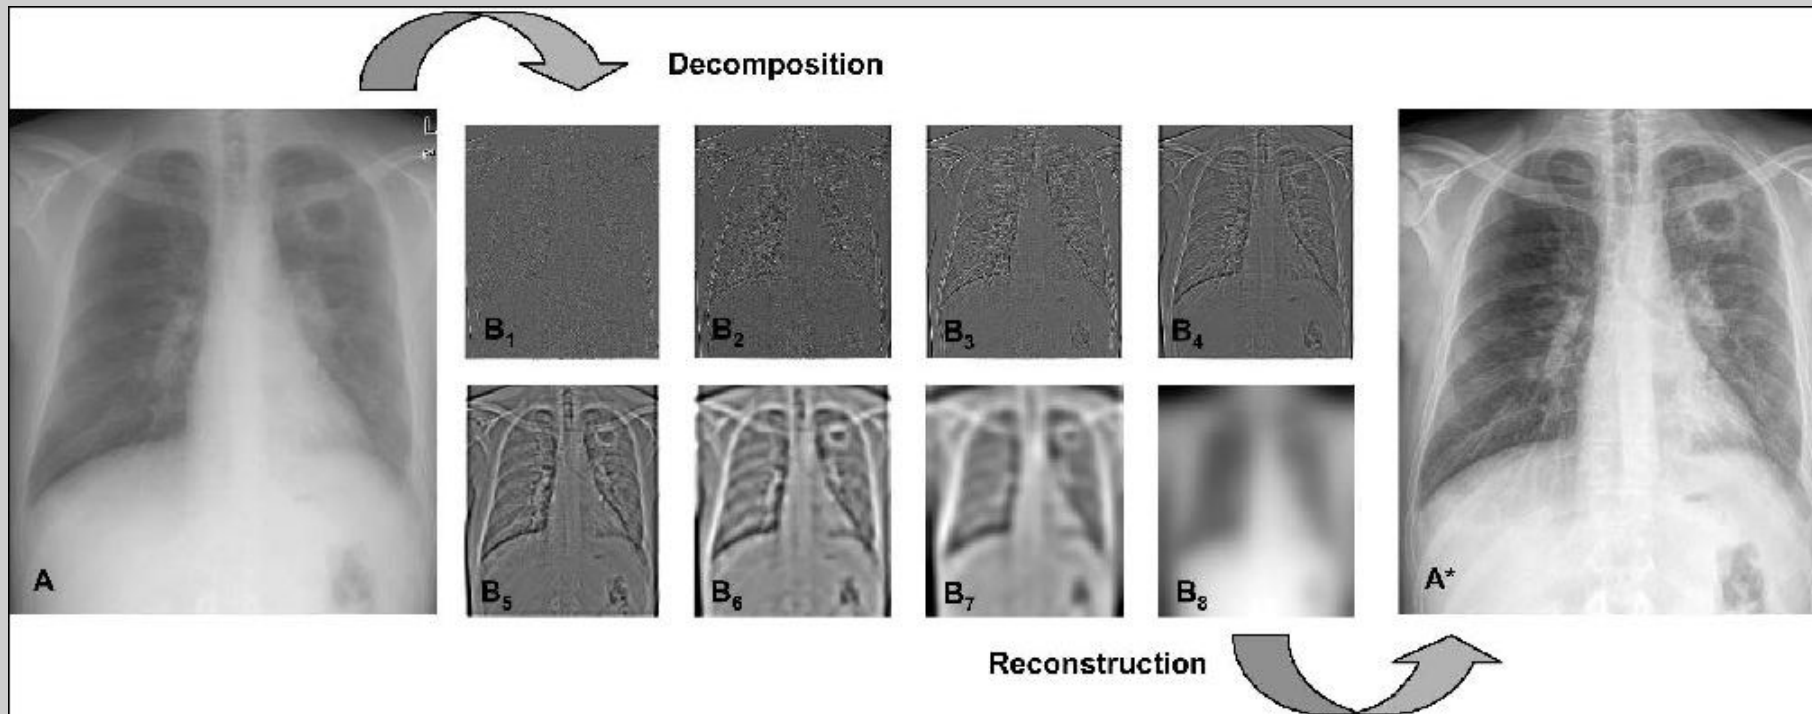 Decomposition
L
A
B1
B2
B3
B4
B5
B6
B7
B8
A*
Reconstruction